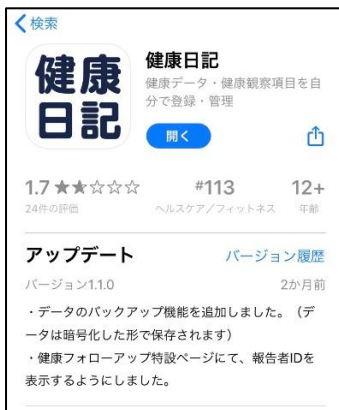 検索
健康
日記
健康日記
健康データ・健康観察項目を自
分で登録・管理
開く
1.7 ★★☆☆☆
#113
12+
24件の評価
ヘルスケア／フィットネス
年齢
アップデート
バージョン履歴
バージョン1.1.0
2か月前
・データのバックアップ機能を追加しました。（デ
ータは暗号化した形で保存されます）
・健康フォローアップ特設ページにて、報告者IDを
表示するようにしました。